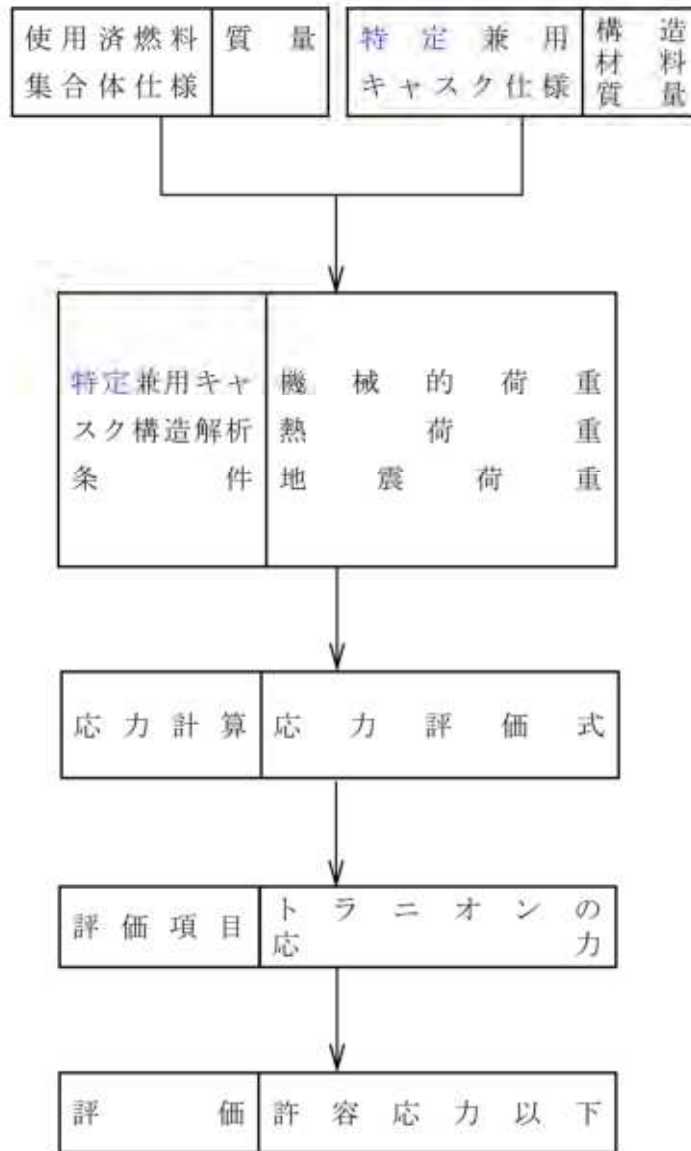 使用済燃料
集合体仕様
質量
特定兼用
キャスク仕様
構造
材料
質量
特定兼用キャ
スク構造解析
条件
機械的荷重
熱荷重
地震荷重
応力計算
応力評価式
評価項目
トラニオンの
応力
評価
許容応力以下